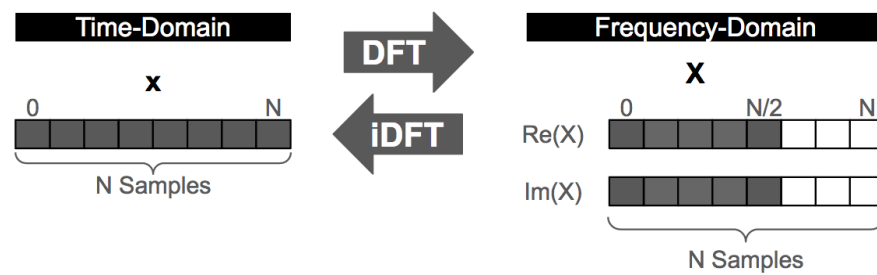 Time-Domain
x
0 N
N Samples
DFT
iDFT
Frequency-Domain
X
0 N/2 N
Re(X)
Im(X)
N Samples